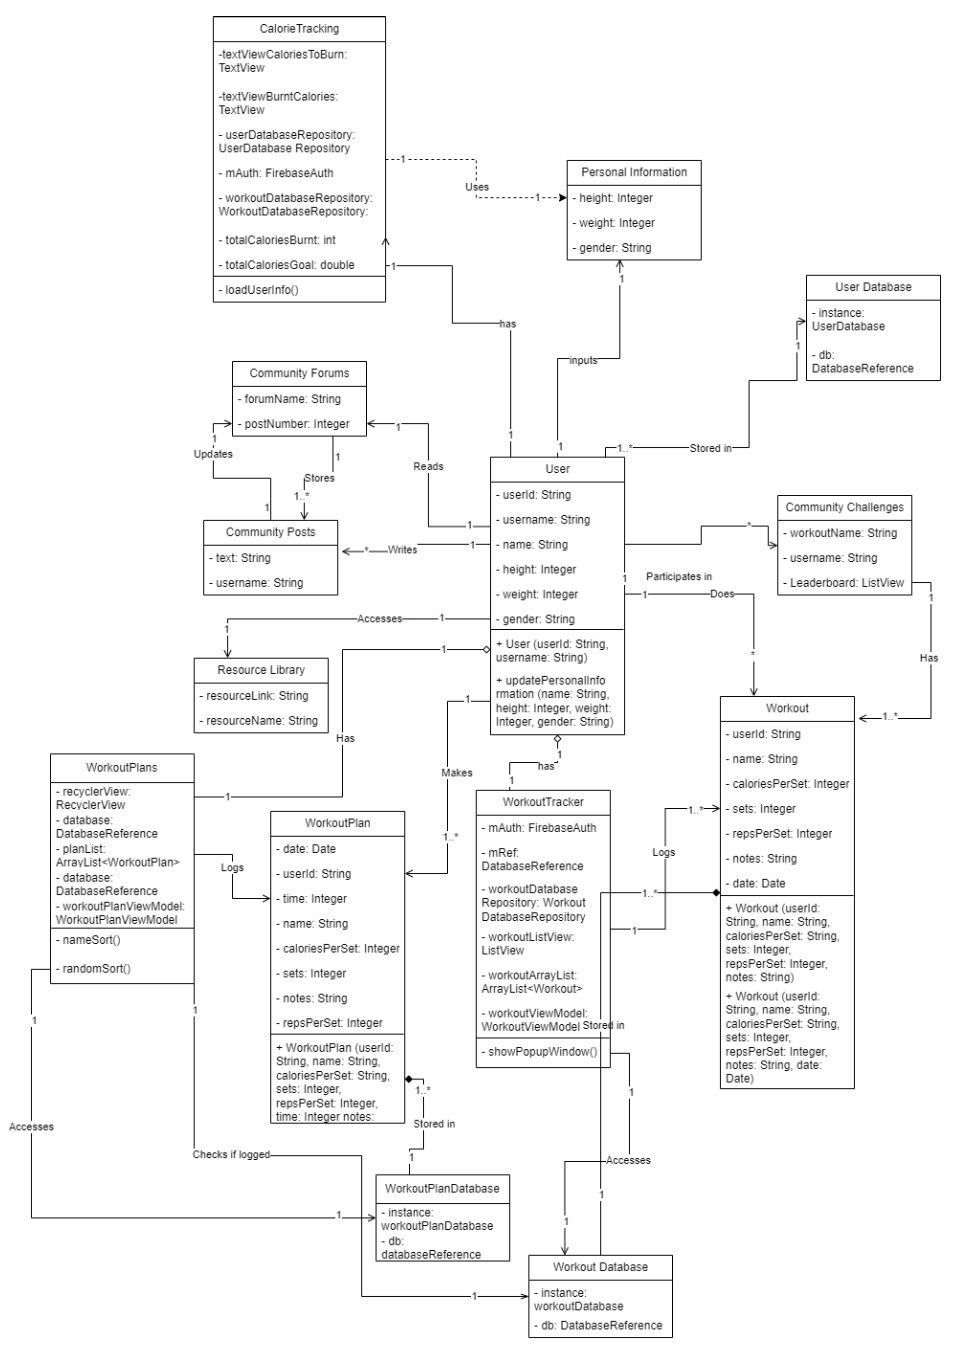 CalorieTracking
-textViewCaloriesToBurn:
TextView
-textViewBurntCalories:
TextView
- userDatabaseRepository:
UserDatabase Repository
- mAuth: FirebaseAuth
- workoutDatabaseRepository:
WorkoutDatabaseRepository:
- totalCaloriesBurnt: int
- totalCaloriesGoal: double
- loadUserInfo()
1
Uses
1
Personal Information
- height: Integer
- weight: Integer
- gender: String
1
has
1
1
inputs
1
User Database
- instance:
UserDatabase
- db:
DatabaseReference
1
Stored in
1..*
Community Forums
- forumName: String
- postNumber: Integer
1
Updates
1
1
Stores
1..*
1
Reads
1
Community Posts
- text: String
- username: String
*
Writes
1
User
- userId: String
- username: String
- name: String
- height: Integer
- weight: Integer
- gender: String
+ User (userId: String,
username: String)
+ updatePersonalInfo
rmation (name: String,
height: Integer, weight:
Integer, gender: String)
Community Challenges
- workoutName: String
- username: String
- Leaderboard: ListView
*
1
Participates in
1
Does
*
1
Has
1..*
Accesses
1
1
Resource Library
- resourceLink: String
- resourceName: String
1
Has
1
1
Makes
1..*
1
has
1
Workout
- userId: String
- name: String
- caloriesPerSet: Integer
- sets: Integer
- repsPerSet: Integer
- notes: String
- date: Date
+ Workout (userId:
String, name: String,
caloriesPerSet: String,
sets: Integer,
repsPerSet: Integer,
notes: String)
+ Workout (userId:
String, name: String,
caloriesPerSet: String,
sets: Integer,
repsPerSet: Integer,
notes: String, date:
Date)
WorkoutPlans
- recyclerView:
RecyclerView
- database:
DatabaseReference
- planList:
ArrayList<WorkoutPlan>
- database:
DatabaseReference
- workoutPlanViewModel:
WorkoutPlanViewModel
- nameSort()
- randomSort()
Logs
WorkoutPlan
- date: Date
- userId: String
- time: Integer
- name: String
- caloriesPerSet: Integer
- sets: Integer
- notes: String
- repsPerSet: Integer
+ WorkoutPlan (userId:
String, name: String,
caloriesPerSet: String,
sets: Integer,
repsPerSet: Integer,
time: Integer notes:
WorkoutTracker
- mAuth: FirebaseAuth
- mRef:
DatabaseReference
- workoutDatabase
Repository: Workout
DatabaseRepository
- workoutListView:
ListView
- workoutArrayList:
ArrayList<Workout>
- workoutViewModel:
WorkoutViewModel
- showPopupWindow()
1..*
Logs
1
1..*
Stored in
1
1
Accesses
1
1..*
Stored in
1
1
Accesses
1
1
Checks if logged
1
WorkoutPlanDatabase
- instance:
workoutPlanDatabase
- db:
databaseReference
Workout Database
- instance:
workoutDatabase
- db: DatabaseReference